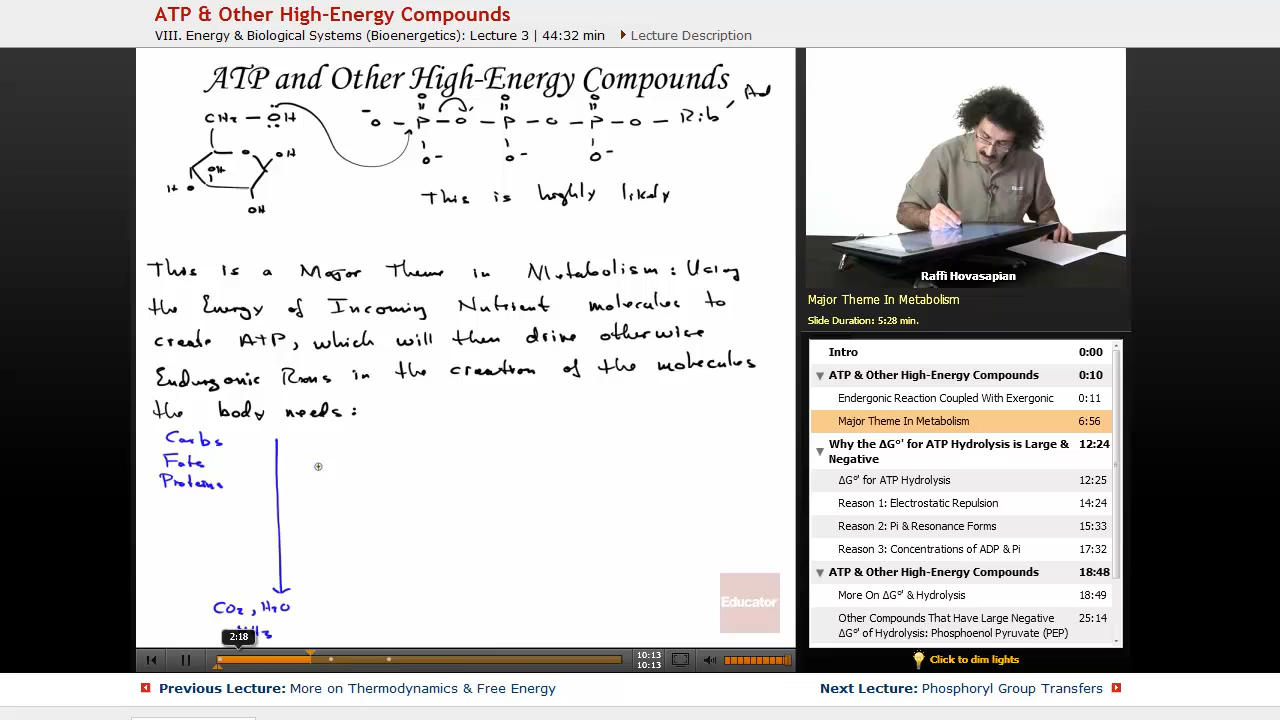 ATP & Other High-Energy Compounds
VIII. Energy & Biological Systems (Bioenergetics): Lecture 3 | 44:32 min
Lecture Description
ATP and Other High-Energy Compounds
CH2 — OH
OH
OH
H O
OH
O
O O O
- O - P - O - P - O - P - O - Rib
O- O- O-
This is highly likely
This is a Major Theme in Metabolism: Using
the Energy of Incoming Nutrient molecules to
create ATP, which will then drive otherwise
Endergonic Rxns in the creation of the molecules
the body needs:
Carbs
Fats
Proteins
CO2, H2O
NH3
Educator
2:18
10:13
10:13
Raffi Hovasapian
Major Theme In Metabolism
Slide Duration: 5:28 min.
Intro 0:00
ATP & Other High-Energy Compounds 0:10
Endergonic Reaction Coupled With Exergonic 0:11
Major Theme In Metabolism 6:56
Why the ΔG°' for ATP Hydrolysis is Large & 12:24
Negative
ΔG°' for ATP Hydrolysis 12:25
Reason 1: Electrostatic Repulsion 14:24
Reason 2: Pi & Resonance Forms 15:33
Reason 3: Concentrations of ADP & Pi 17:32
ATP & Other High-Energy Compounds 18:48
More On ΔG°' & Hydrolysis 18:49
Other Compounds That Have Large Negative 25:14
ΔG°' of Hydrolysis: Phosphoenol Pyruvate (PEP)
Click to dim lights
Previous Lecture: More on Thermodynamics & Free Energy
Next Lecture: Phosphoryl Group Transfers